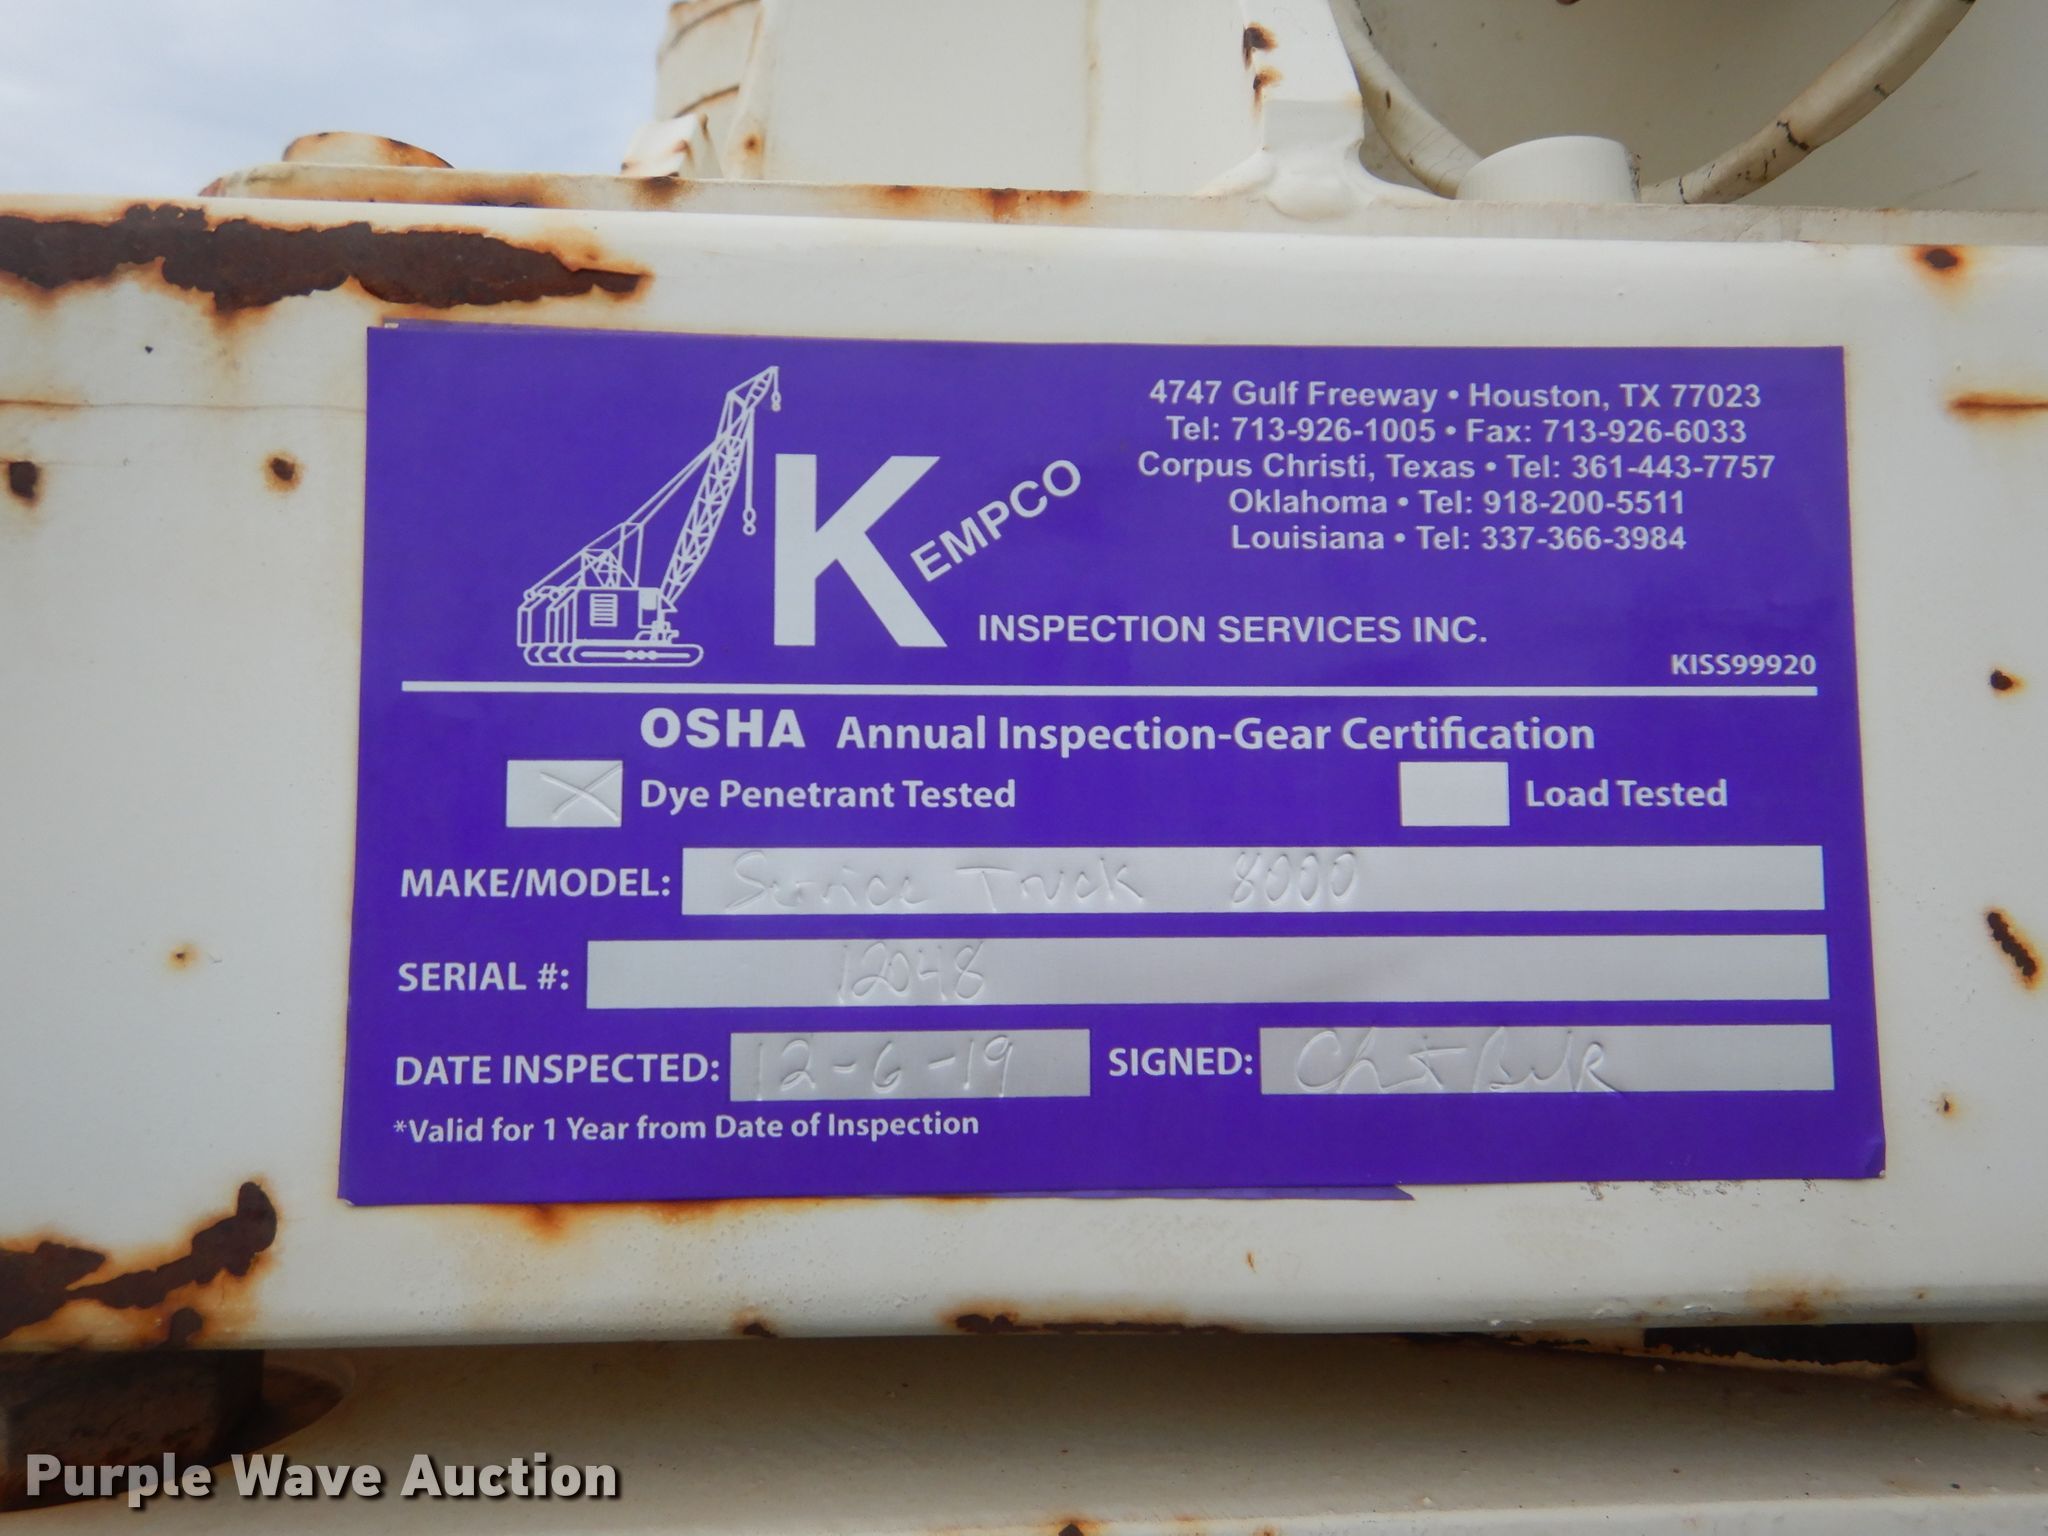 4747 Gulf Freeway • Houston, TX 77023
Tel: 713-926-1005 • Fax: 713-926-6033
Corpus Christi, Texas • Tel: 361-443-7757
Oklahoma • Tel: 918-200-5511
Louisiana • Tel: 337-366-3984
KEMPCO
INSPECTION SERVICES INC.
KISS99920
OSHA Annual Inspection-Gear Certification
X Dye Penetrant Tested Load Tested
MAKE/MODEL: Service Truck 8000
SERIAL #: 12048
DATE INSPECTED: 12-6-19 SIGNED:
*Valid for 1 Year from Date of Inspection
Purple Wave Auction